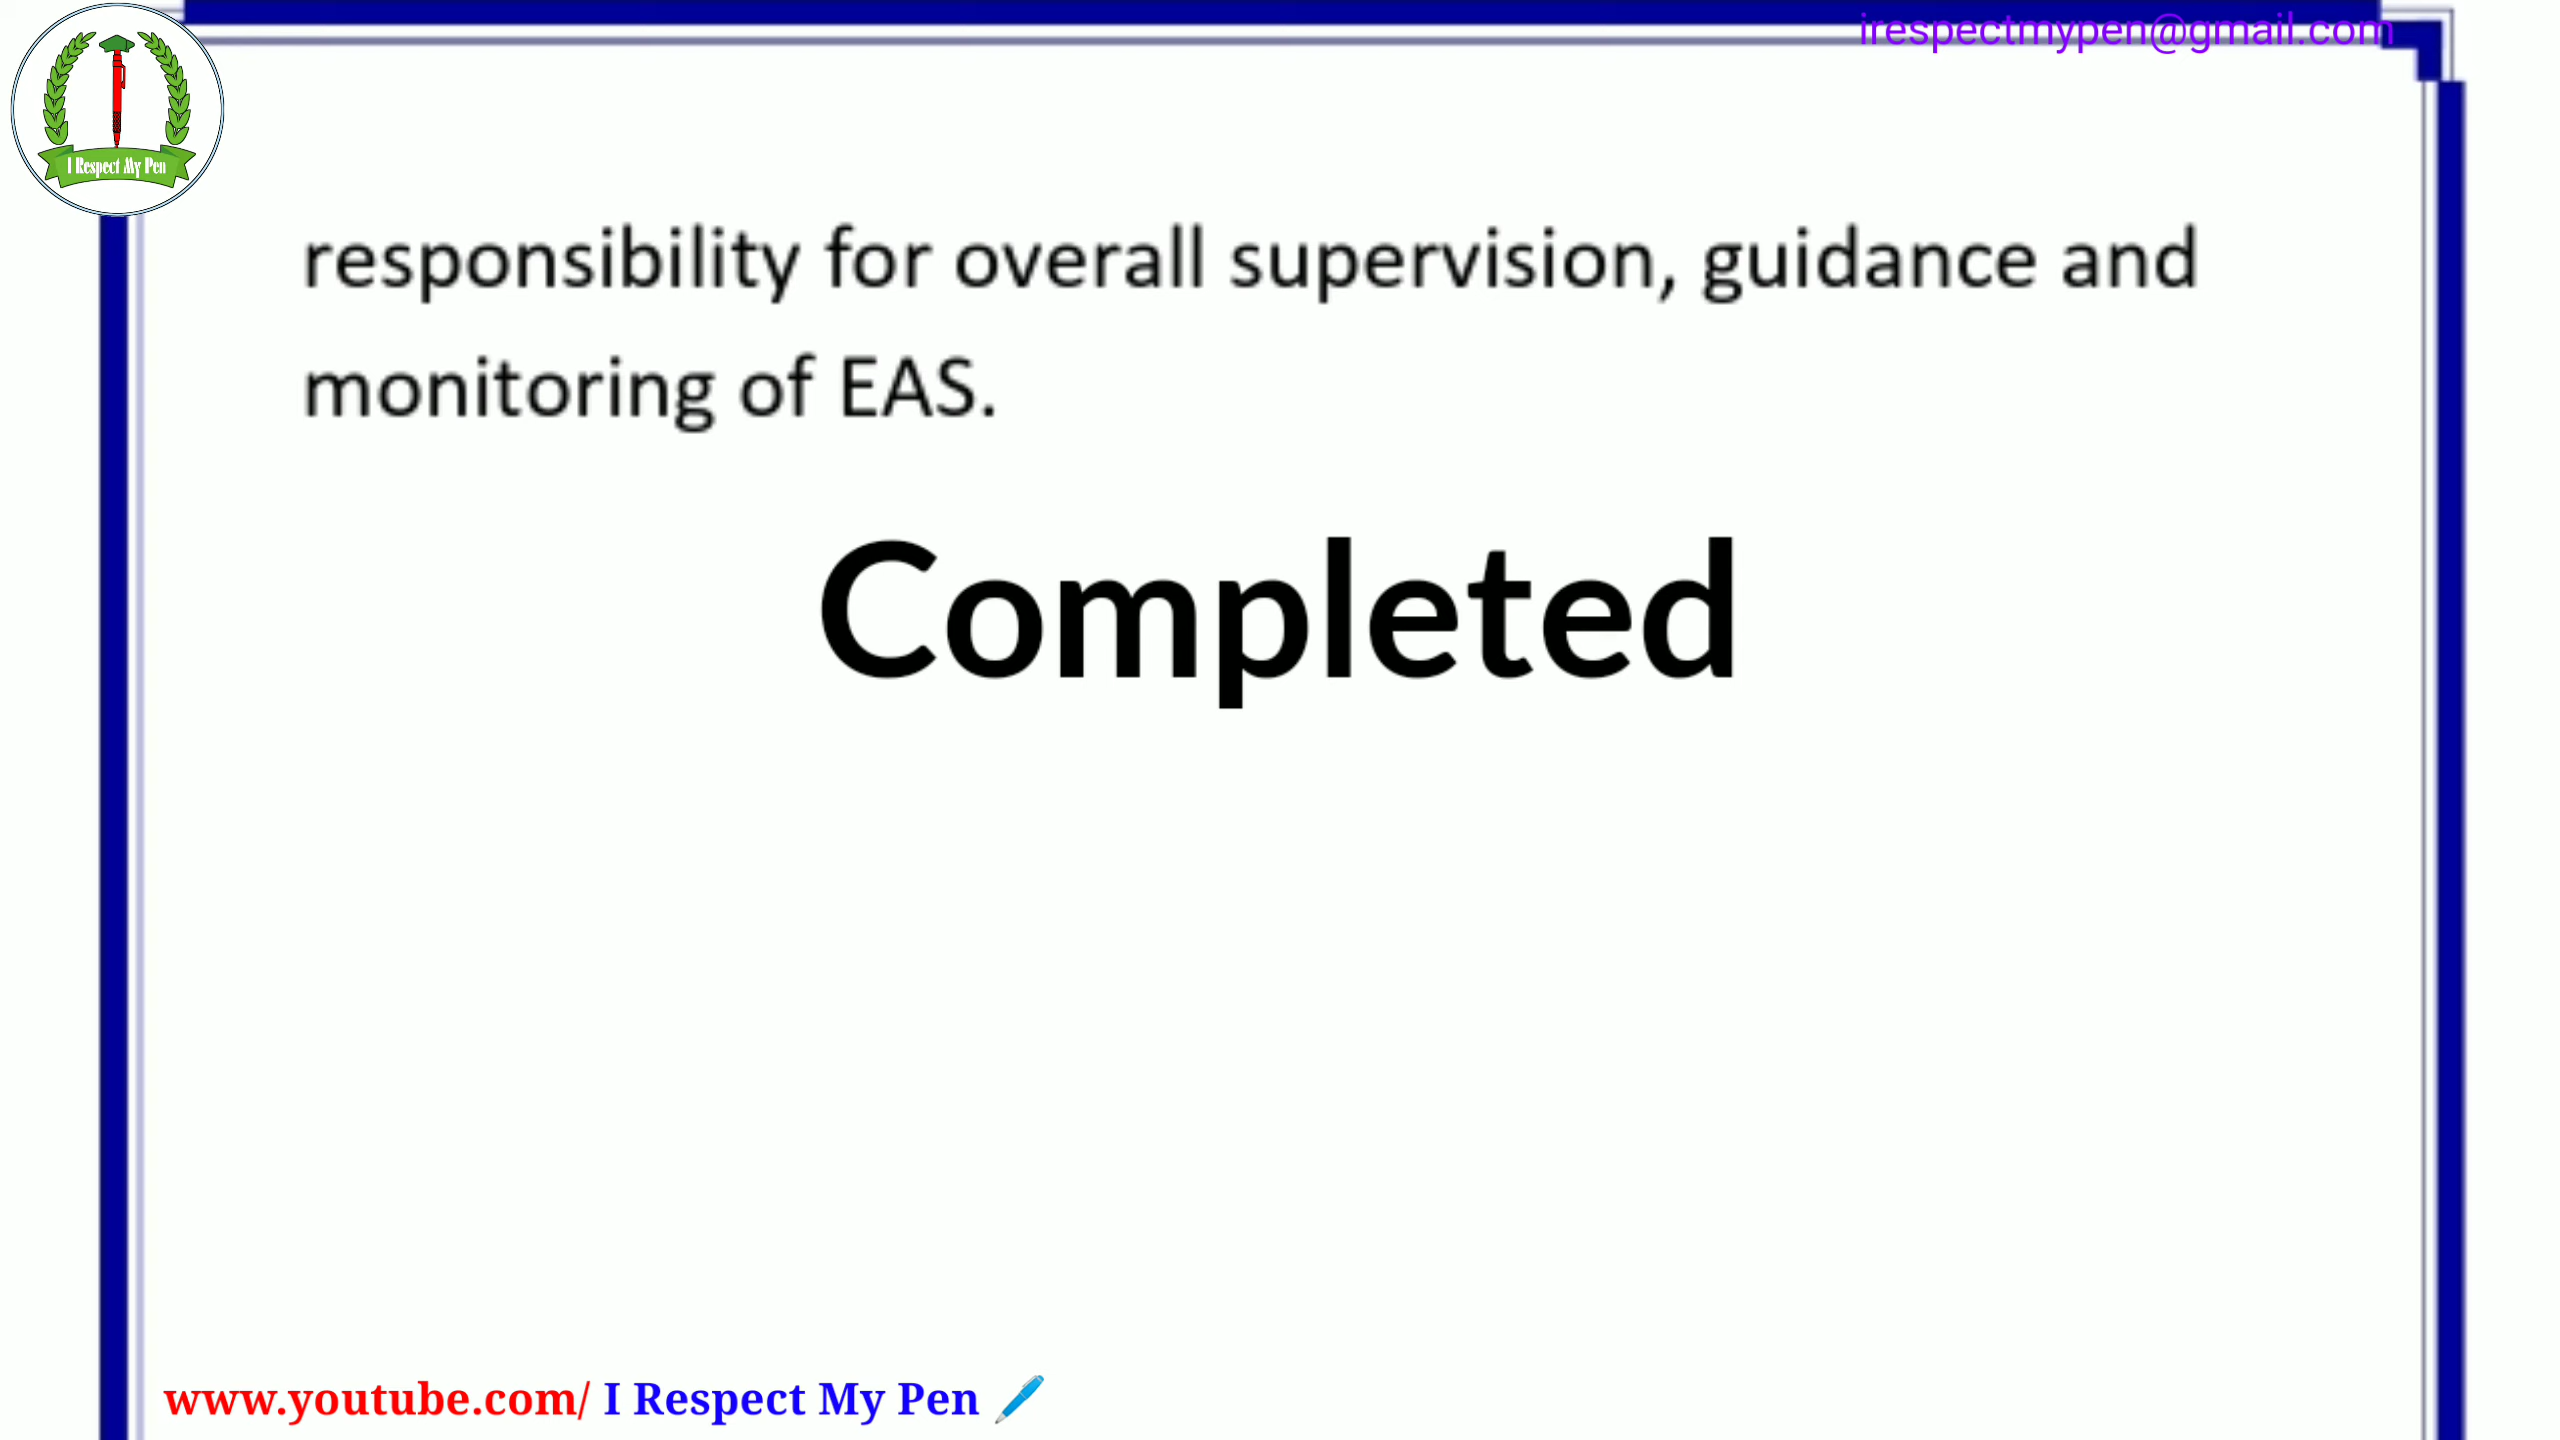 irespectmypen@gmail.com
I Respect My Pen
responsibility for overall supervision, guidance and
monitoring of EAS.
Completed
www.youtube.com/ I Respect My Pen